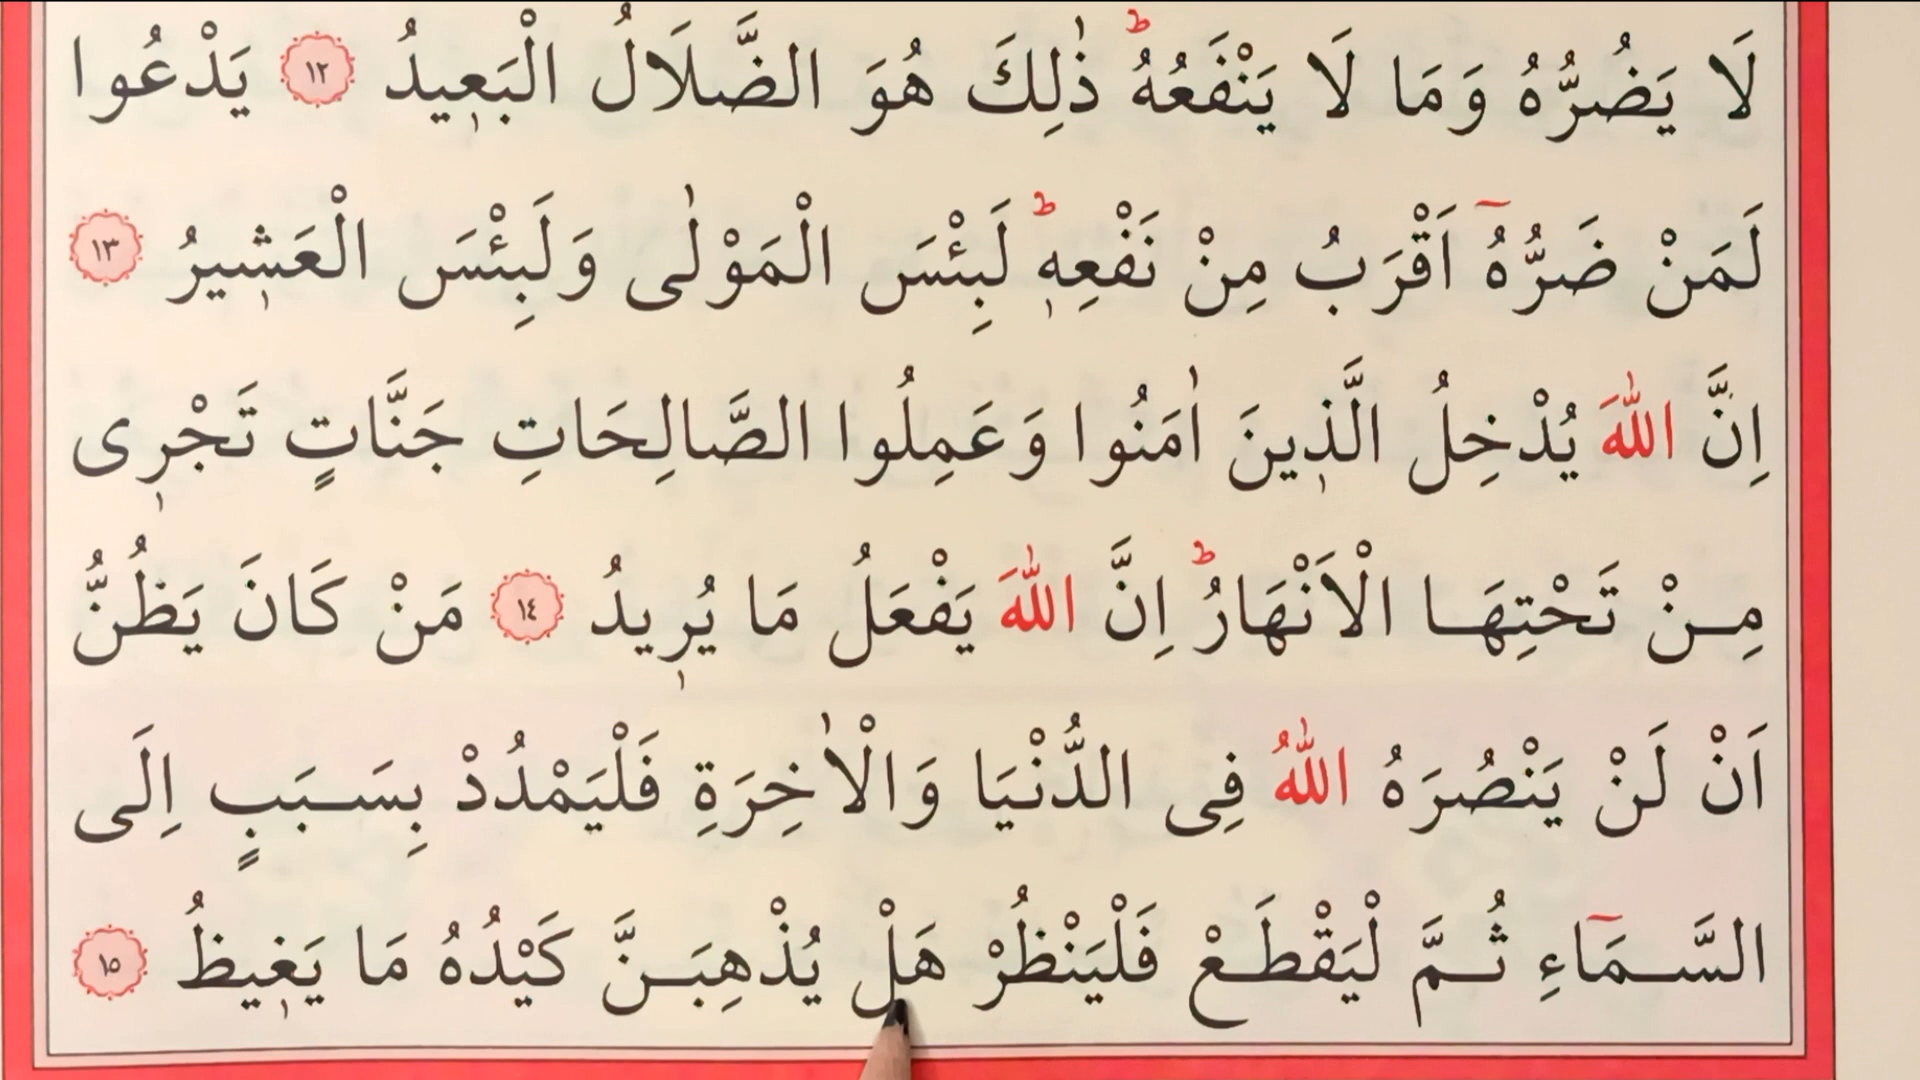 لَا يَضُرُّهُ وَمَا لَا يَنْفَعُهُ ؕ ذٰلِكَ هُوَ الضَّلَالُ الْبَع۪يدُ ١٢ يَدْعُوا
لَمَنْ ضَرُّهُٓ اَقْرَبُ مِنْ نَفْعِه۪ ؕ لَبِئْسَ الْمَوْلٰى وَلَبِئْسَ الْعَش۪يرُ ١٣
اِنَّ اللّٰهَ يُدْخِلُ الَّذ۪ينَ اٰمَنُوا وَعَمِلُوا الصَّالِحَاتِ جَنَّاتٍ تَجْر۪ى
مِنْ تَحْتِهَا الْاَنْهَارُ ؕ اِنَّ اللّٰهَ يَفْعَلُ مَا يُر۪يدُ ١٤ مَنْ كَانَ يَظُنُّ
اَنْ لَنْ يَنْصُرَهُ اللّٰهُ فِى الدُّنْيَا وَالْاٰخِرَةِ فَلْيَمْدُدْ بِسَبَبٍ اِلَى
السَّمَٓاءِ ثُمَّ لْيَقْطَعْ فَلْيَنْظُرْ هَلْ يُذْهِبَنَّ كَيْدُهُ مَا يَغ۪يظُ ١٥